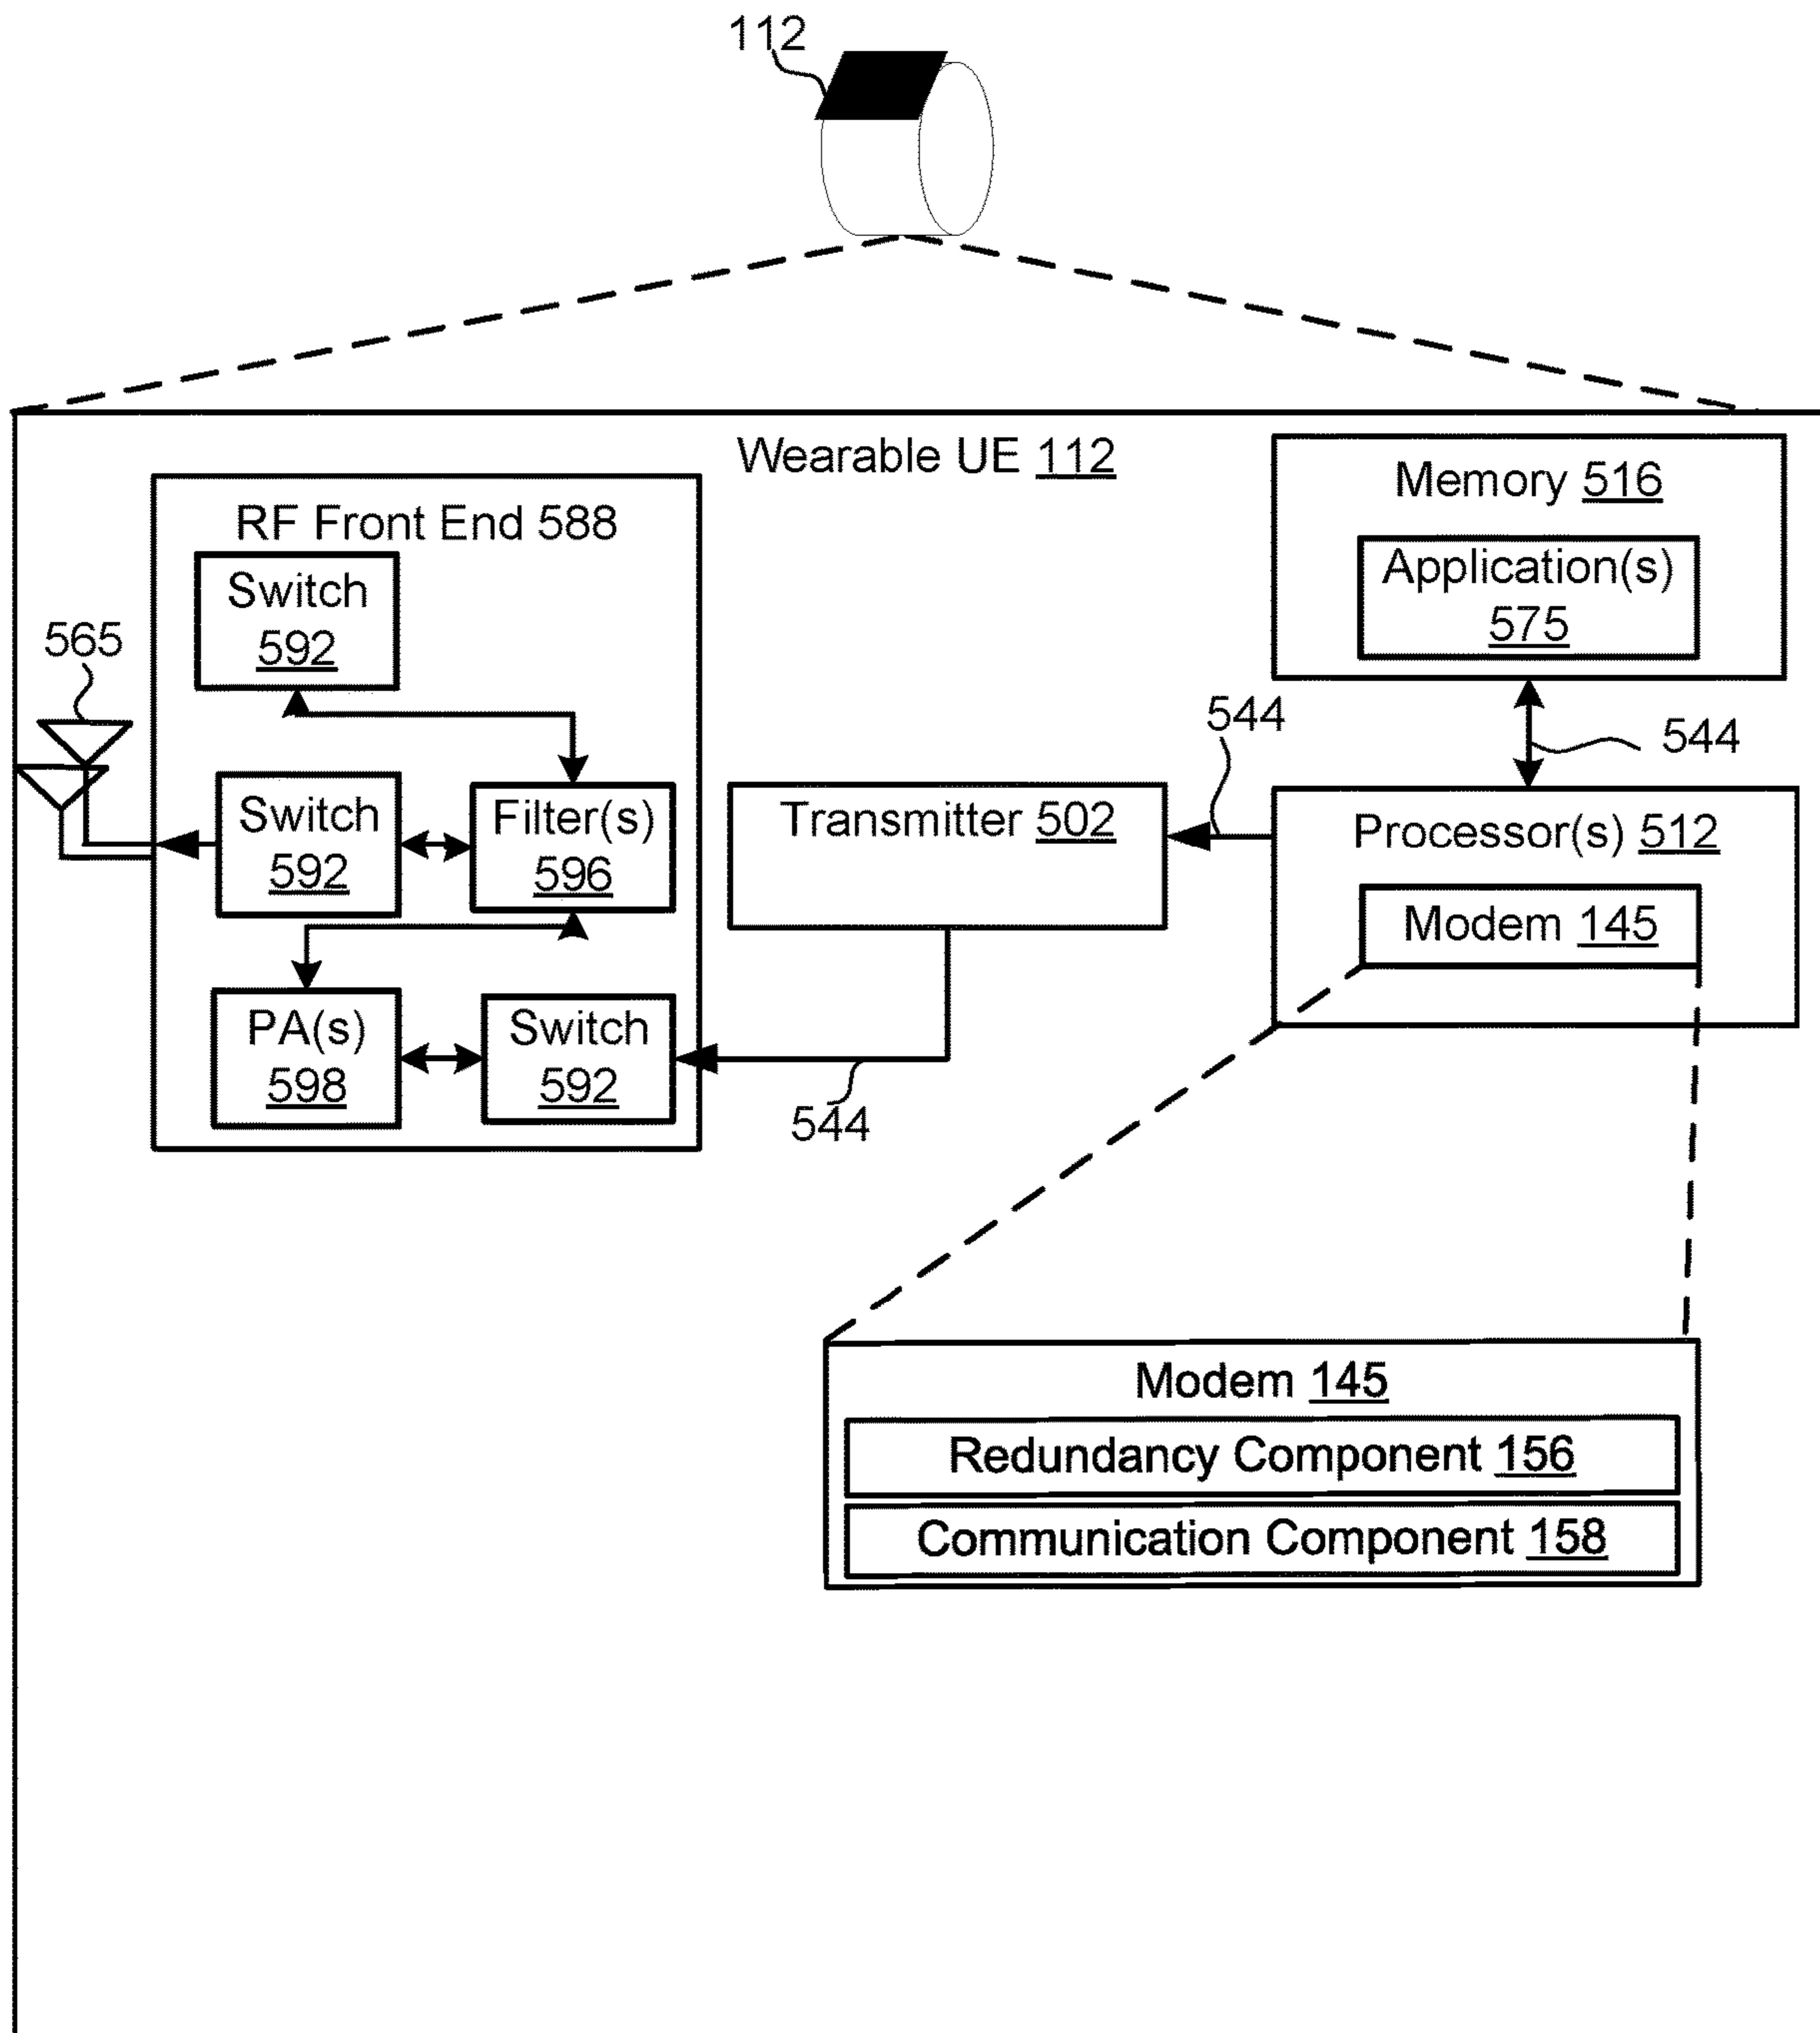 112
Wearable UE 112
RF Front End 588
Switch
592
565
Switch
592
Filter(s)
596
PA(s)
598
Switch
592
Transmitter 502
544
544
Memory 516
Application(s)
575
544
Processor(s) 512
Modem 145
Modem 145
Redundancy Component 156
Communication Component 158